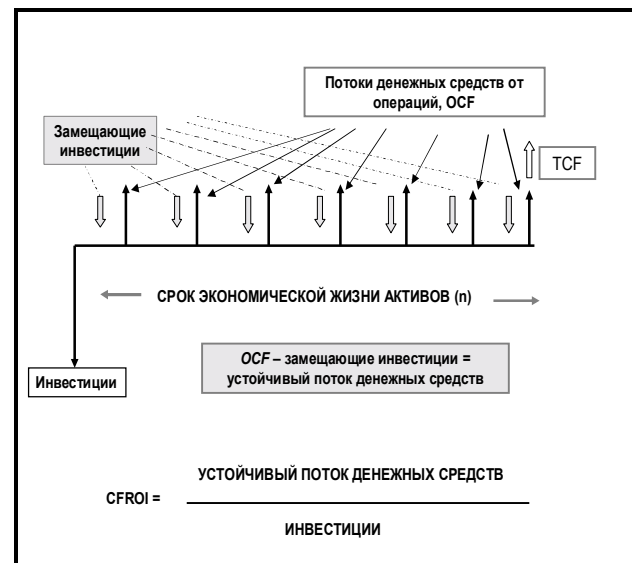 Потоки денежных средств от
операций, OCF
Замещающие
инвестиции
TCF
СРОК ЭКОНОМИЧЕСКОЙ ЖИЗНИ АКТИВОВ (n)
OCF – замещающие инвестиции =
устойчивый поток денежных средств
Инвестиции
УСТОЙЧИВЫЙ ПОТОК ДЕНЕЖНЫХ СРЕДСТВ
CFROI =
ИНВЕСТИЦИИ